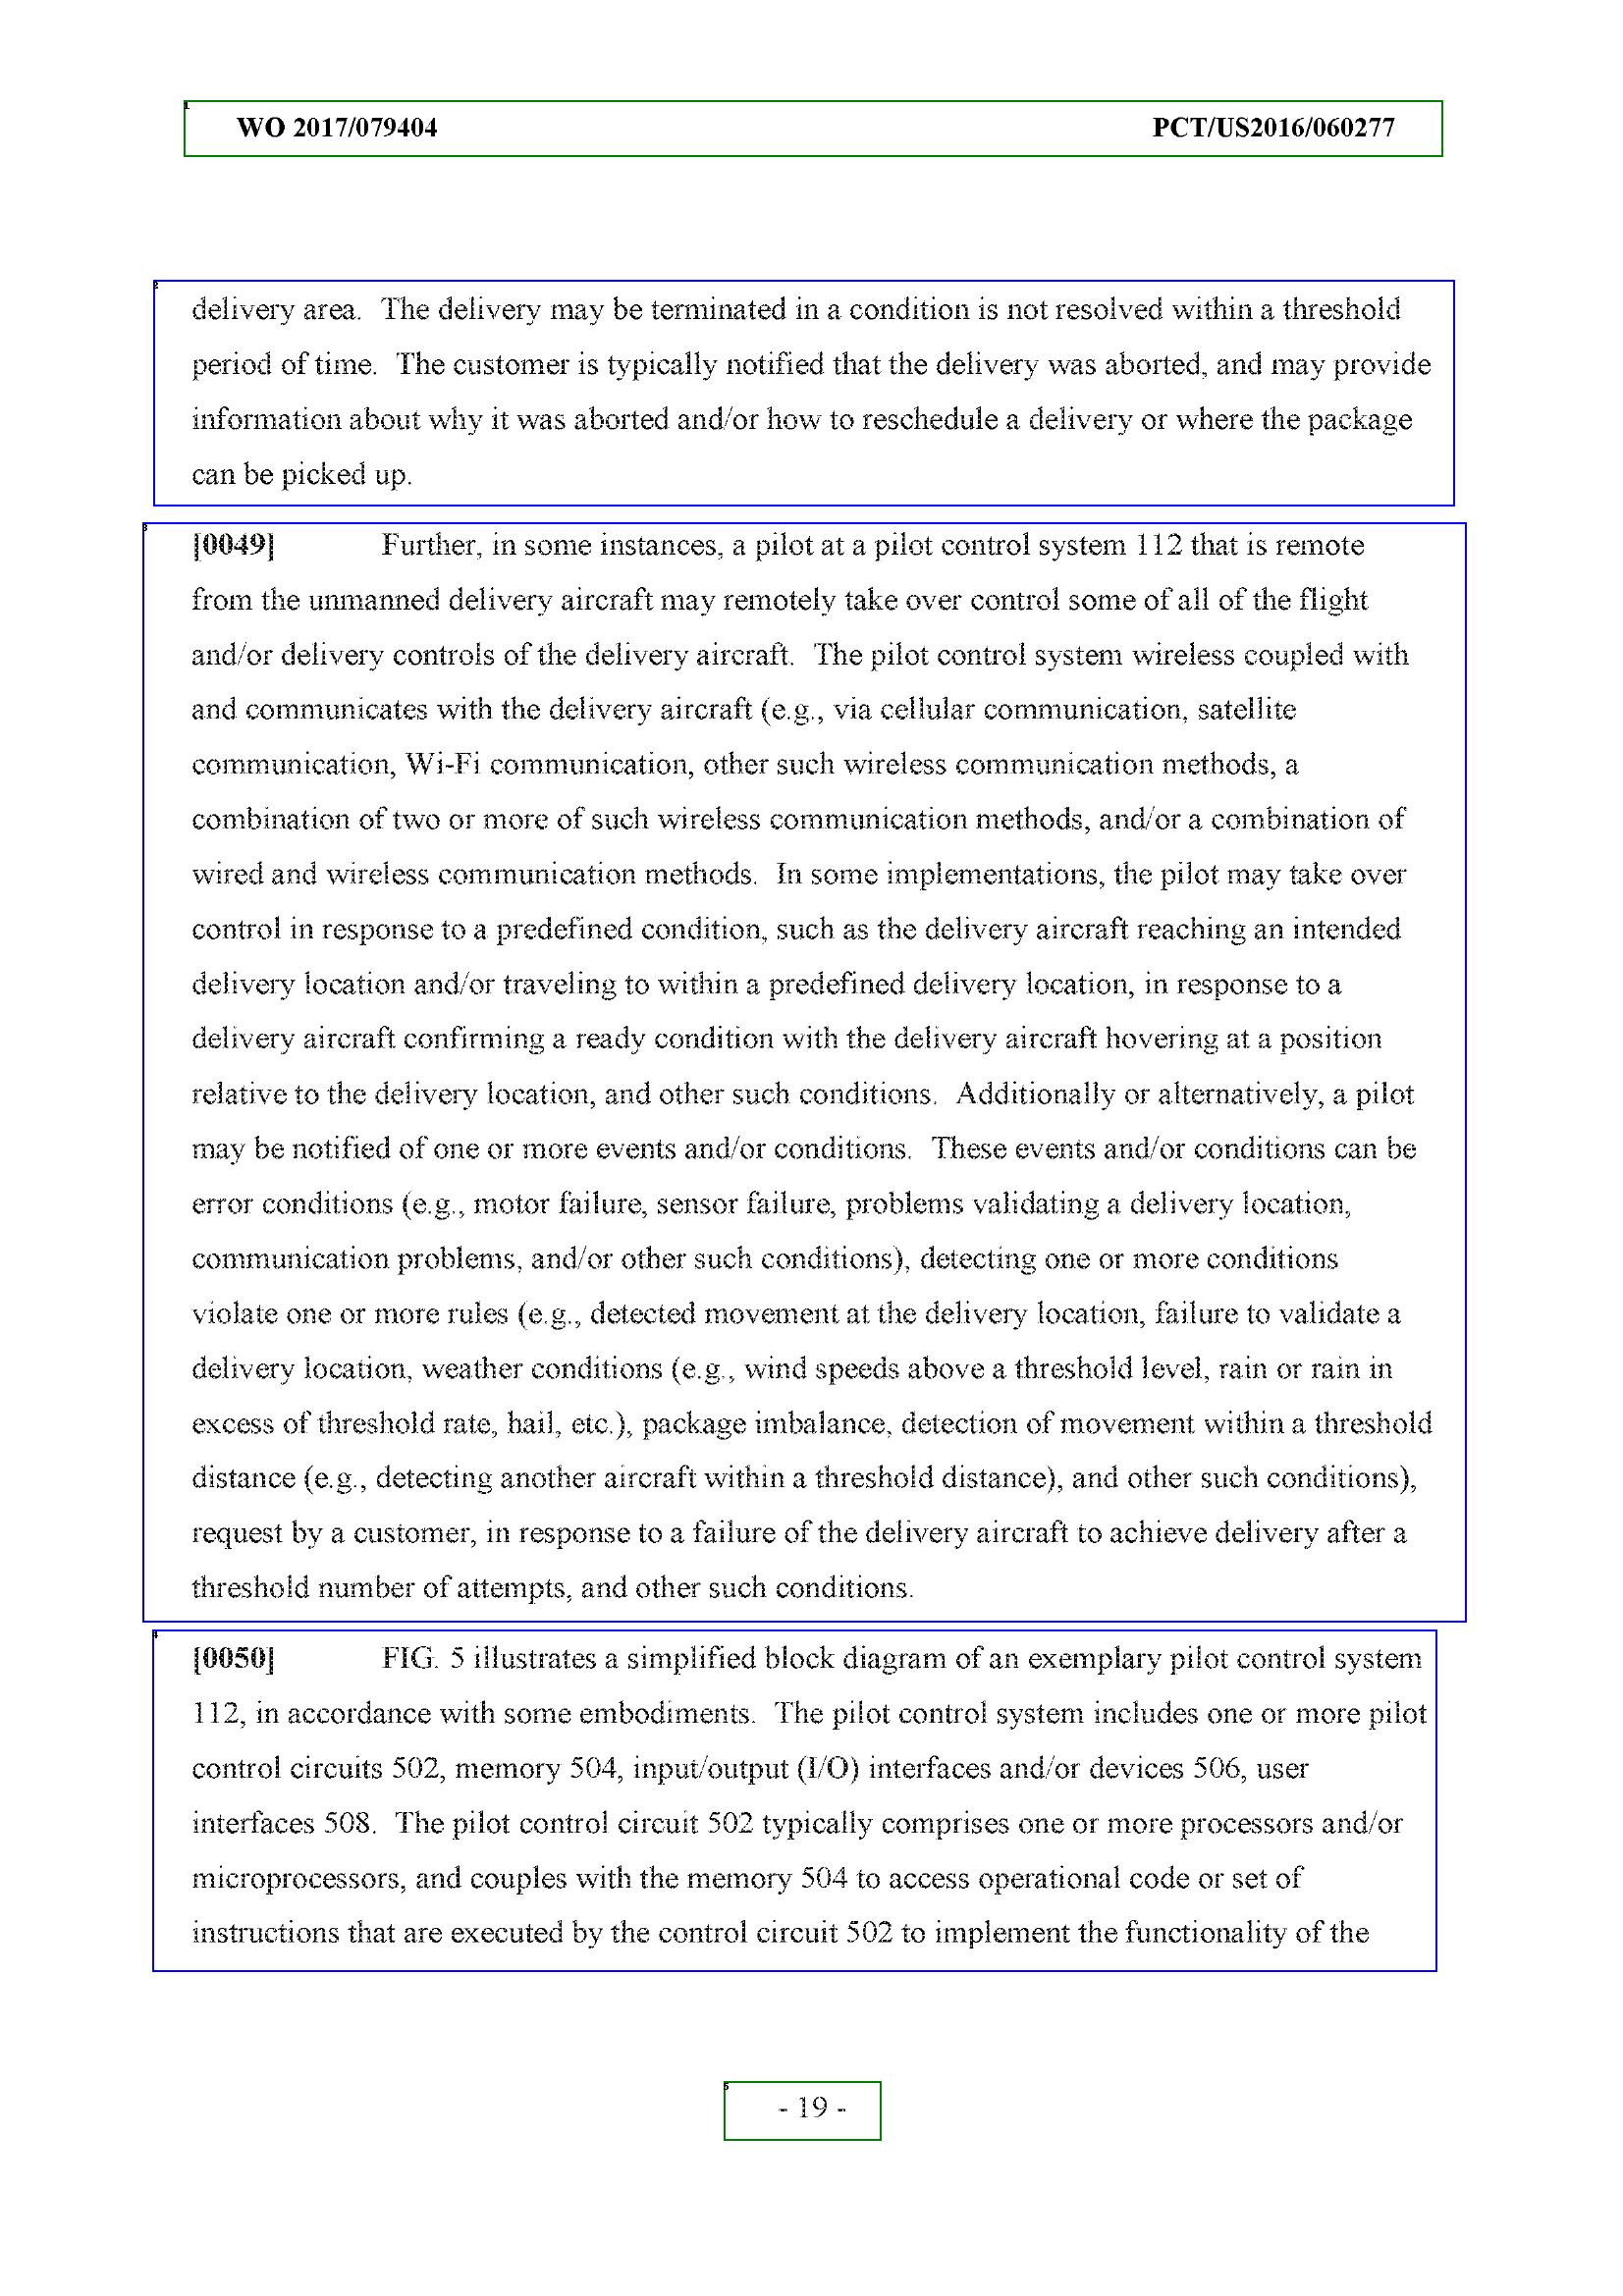 WO 2017/079404 PCT/US2016/060277
delivery area. The delivery may be terminated in a condition is not resolved within a threshold
period of time. The customer is typically notified that the delivery was aborted, and may provide
information about why it was aborted and/or how to reschedule a delivery or where the package
can be picked up.
[0049] Further, in some instances, a pilot at a pilot control system 112 that is remote
from the unmanned delivery aircraft may remotely take over control some of all of the flight
and/or delivery controls of the delivery aircraft. The pilot control system wireless coupled with
and communicates with the delivery aircraft (e.g., via cellular communication, satellite
communication, Wi-Fi communication, other such wireless communication methods, a
combination of two or more of such wireless communication methods, and/or a combination of
wired and wireless communication methods. In some implementations, the pilot may take over
control in response to a predefined condition, such as the delivery aircraft reaching an intended
delivery location and/or traveling to within a predefined delivery location, in response to a
delivery aircraft confirming a ready condition with the delivery aircraft hovering at a position
relative to the delivery location, and other such conditions. Additionally or alternatively, a pilot
may be notified of one or more events and/or conditions. These events and/or conditions can be
error conditions (e.g., motor failure, sensor failure, problems validating a delivery location,
communication problems, and/or other such conditions), detecting one or more conditions
violate one or more rules (e.g., detected movement at the delivery location, failure to validate a
delivery location, weather conditions (e.g., wind speeds above a threshold level, rain or rain in
excess of threshold rate, hail, etc.), package imbalance, detection of movement within a threshold
distance (e.g., detecting another aircraft within a threshold distance), and other such conditions),
request by a customer, in response to a failure of the delivery aircraft to achieve delivery after a
threshold number of attempts, and other such conditions.
[0050] FIG. 5 illustrates a simplified block diagram of an exemplary pilot control system
112, in accordance with some embodiments. The pilot control system includes one or more pilot
control circuits 502, memory 504, input/output (I/O) interfaces and/or devices 506, user
interfaces 508. The pilot control circuit 502 typically comprises one or more processors and/or
microprocessors, and couples with the memory 504 to access operational code or set of
instructions that are executed by the control circuit 502 to implement the functionality of the
- 19 -